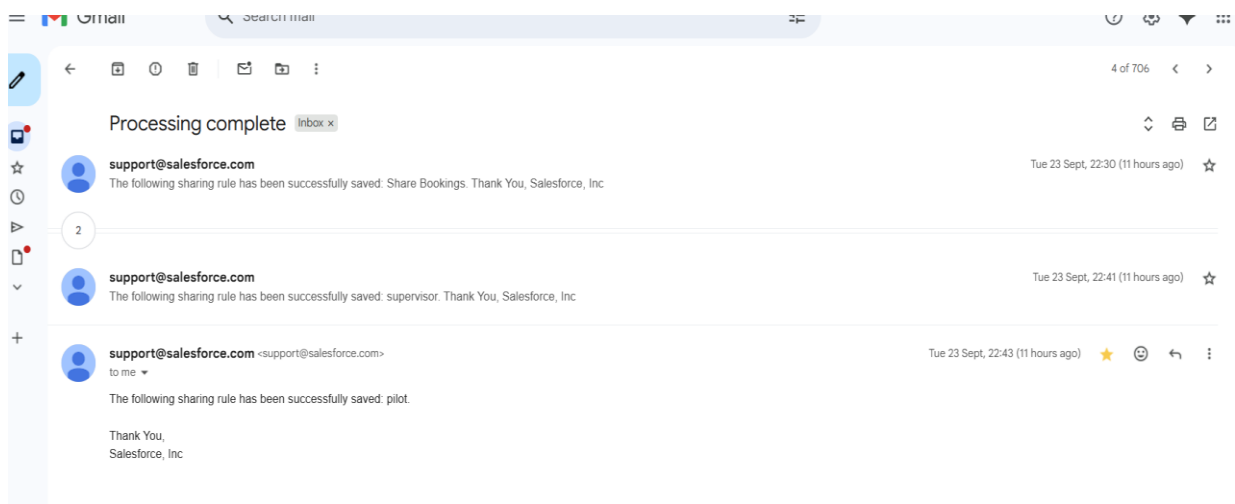 Gmail
Search mail
4 of 706
Processing complete Inbox ×
support@salesforce.com Tue 23 Sept, 22:30 (11 hours ago)
The following sharing rule has been successfully saved: Share Bookings. Thank You, Salesforce, Inc
2
support@salesforce.com Tue 23 Sept, 22:41 (11 hours ago)
The following sharing rule has been successfully saved: supervisor. Thank You, Salesforce, Inc
support@salesforce.com <support@salesforce.com> Tue 23 Sept, 22:43 (11 hours ago)
to me
The following sharing rule has been successfully saved: pilot.
Thank You,
Salesforce, Inc